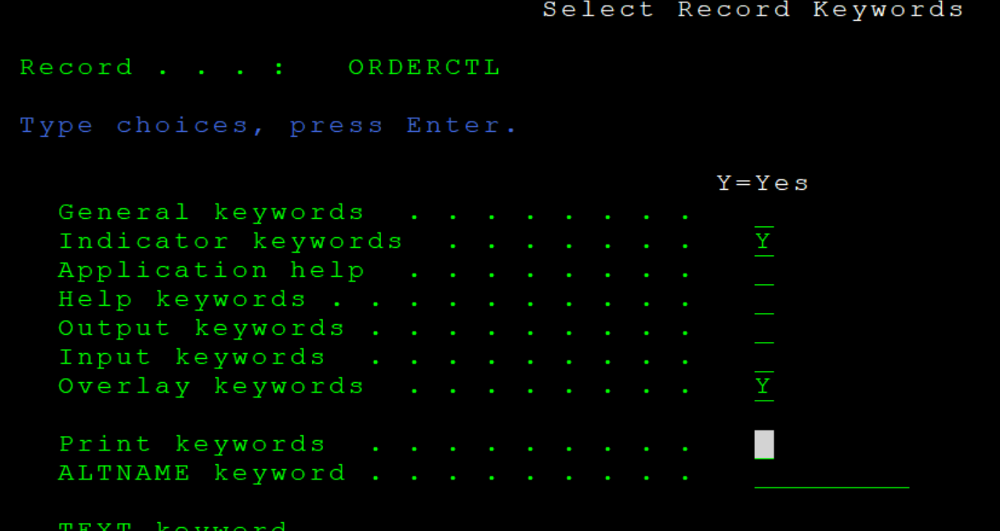 Select Record Keywords
Record . . . :   ORDERCTL
Type choices, press Enter.
Y=Yes
General keywords  . . . . . . . .   _
Indicator keywords  . . . . . . .   Y
Application help  . . . . . . . .   _
Help keywords . . . . . . . . . .   _
Output keywords . . . . . . . . .   _
Input keywords  . . . . . . . . .   _
Overlay keywords  . . . . . . . .   Y
Print keywords  . . . . . . . . .
ALTNAME keyword . . . . . . . . .   ________
TEXT keyword